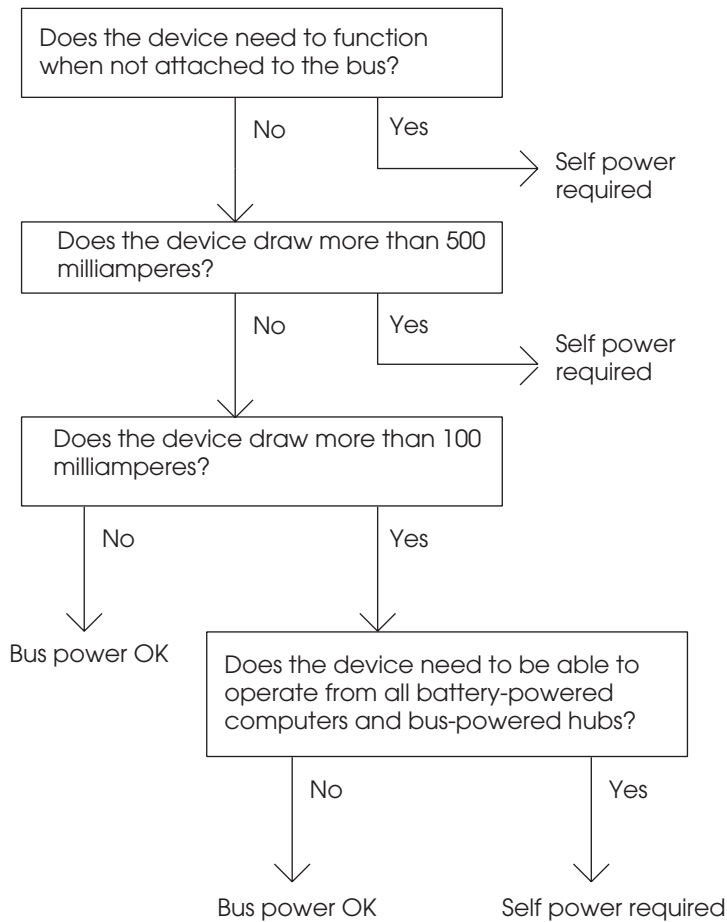 Does the device need to function
when not attached to the bus?
No
Yes
Self power
required
Does the device draw more than 500
milliamperes?
No
Yes
Self power
required
Does the device draw more than 100
milliamperes?
No
Yes
Bus power OK
Does the device need to be able to
operate from all battery-powered
computers and bus-powered hubs?
No
Yes
Bus power OK
Self power required